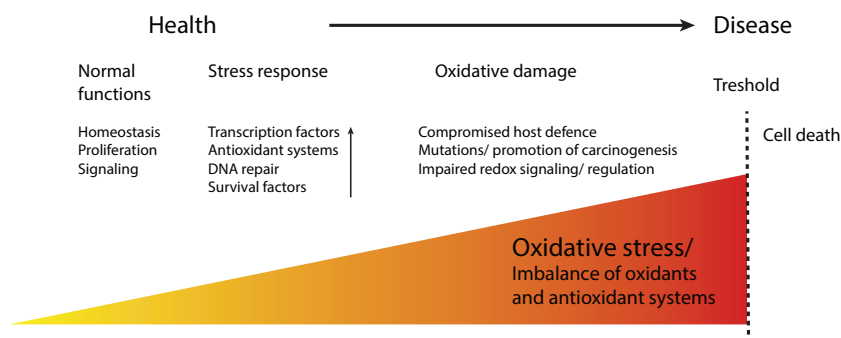 Health
Disease
Normal
functions
Stress response
Oxidative damage
Treshold
Homeostasis
Proliferation
Signaling
Transcription factors
Antioxidant systems
DNA repair
Survival factors
Compromised host defence
Mutations/ promotion of carcinogenesis
Impaired redox signaling/ regulation
Cell death
Oxidative stress/
Imbalance of oxidants
and antioxidant systems